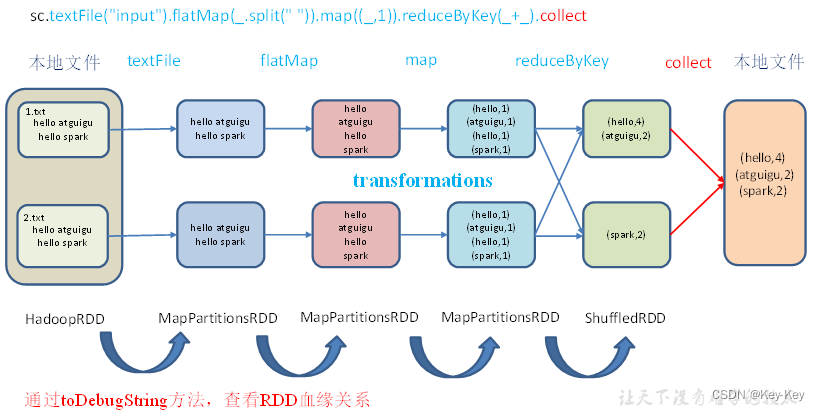 sc.textFile("input").flatMap(_.split(" ")).map((_,1)).reduceByKey(_+_).collect
本地文件 textFile flatMap map reduceByKey collect 本地文件
1.txt
hello atguigu
hello spark
hello atguigu
hello spark
hello
atguigu
hello
spark
(hello,1)
(atguigu,1)
(hello,1)
(spark,1)
(hello,4)
(atguigu,2)
(hello,4)
(atguigu,2)
(spark,2)
transformations
2.txt
hello atguigu
hello spark
hello atguigu
hello spark
hello
atguigu
hello
spark
(hello,1)
(atguigu,1)
(hello,1)
(spark,1)
(spark,2)
HadoopRDD MapPartitionsRDD MapPartitionsRDD MapPartitionsRDD ShuffledRDD
通过toDebugString方法，查看RDD血缘关系
让天下没有难学的技术
CSDN @Key-Key